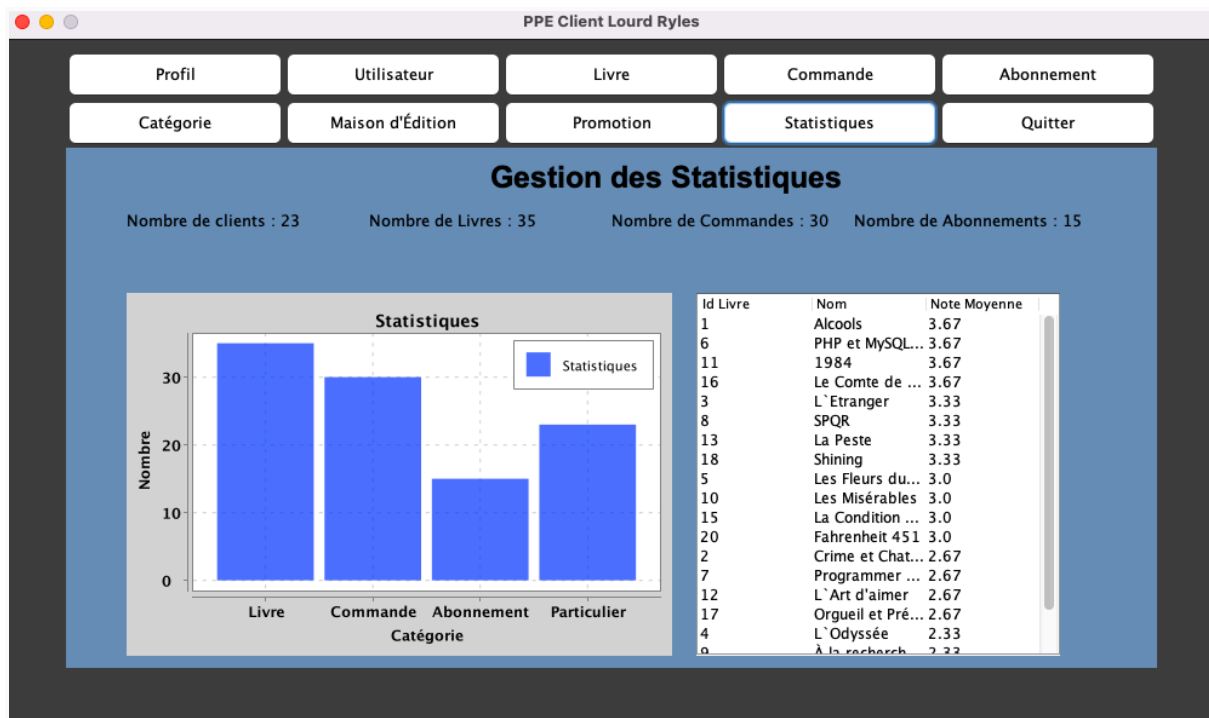 PPE Client Lourd Ryles
Profil Utilisateur Livre Commande Abonnement
Catégorie Maison d'Édition Promotion Statistiques Quitter
Gestion des Statistiques
Nombre de clients : 23 Nombre de Livres : 35 Nombre de Commandes : 30 Nombre de Abonnements : 15
Statistiques
Statistiques
30
20
10
0
Nombre
Livre Commande Abonnement Particulier
Catégorie
Id Livre Nom Note Moyenne
1 Alcools 3.67
6 PHP et MySQL... 3.67
11 1984 3.67
16 Le Comte de ... 3.67
3 L`Etranger 3.33
8 SPQR 3.33
13 La Peste 3.33
18 Shining 3.33
5 Les Fleurs du... 3.0
10 Les Misérables 3.0
15 La Condition ... 3.0
20 Fahrenheit 451 3.0
2 Crime et Chat... 2.67
7 Programmer ... 2.67
12 L`Art d'aimer 2.67
17 Orgueil et Pré... 2.67
4 L`Odyssée 2.33
9 À la recherch... 2.33